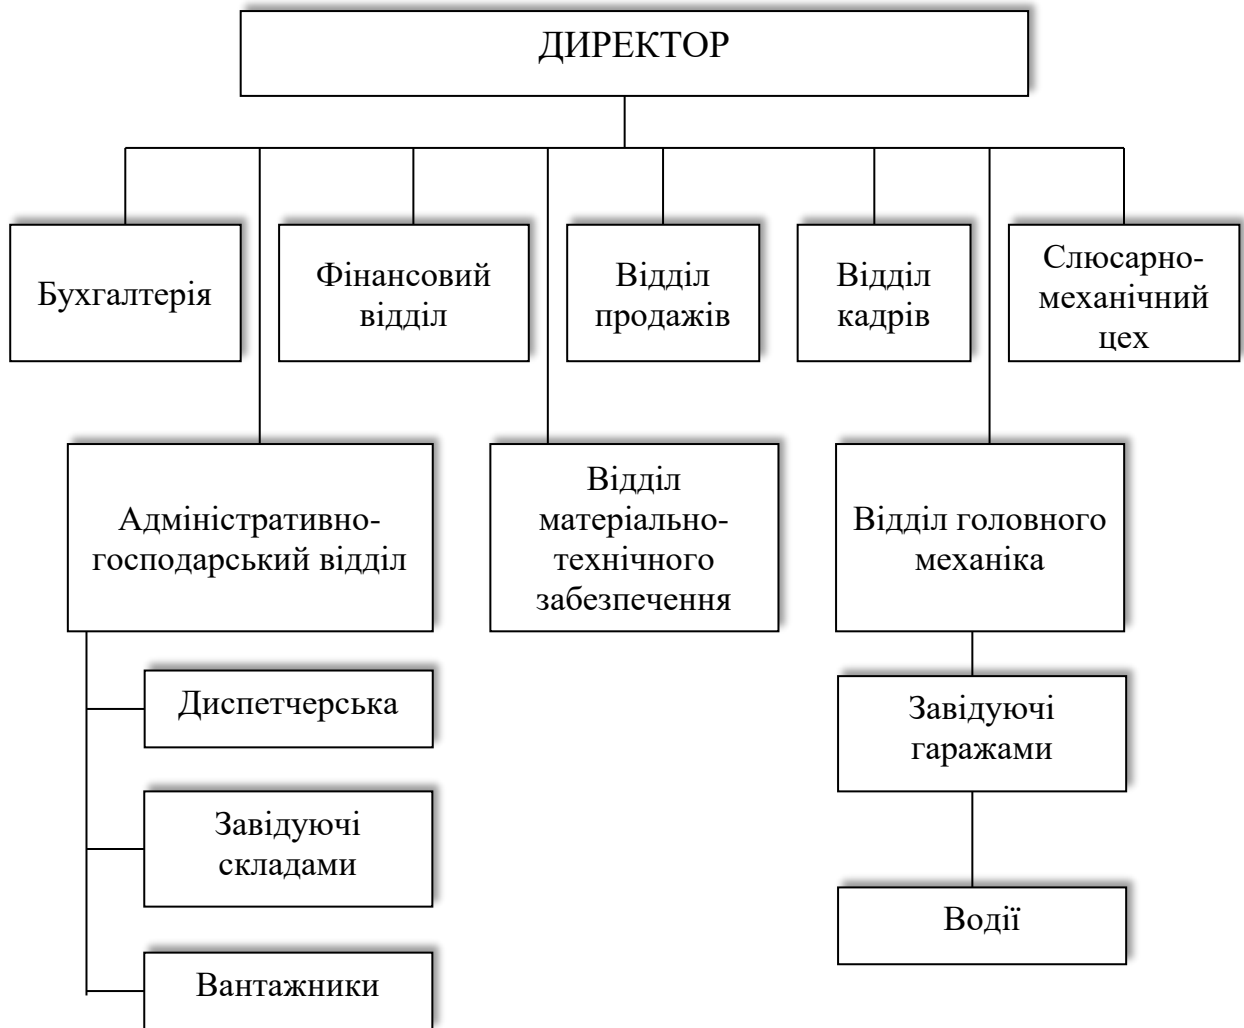 ДИРЕКТОР
Бухгалтерія
Фінансовий
відділ
Відділ
продажів
Відділ
кадрів
Слюсарно-
механічний
цех
Адміністративно-
господарський відділ
Відділ
матеріально-
технічного
забезпечення
Відділ головного
механіка
Диспетчерська
Завідуючі
складами
Вантажники
Завідуючі
гаражами
Водії